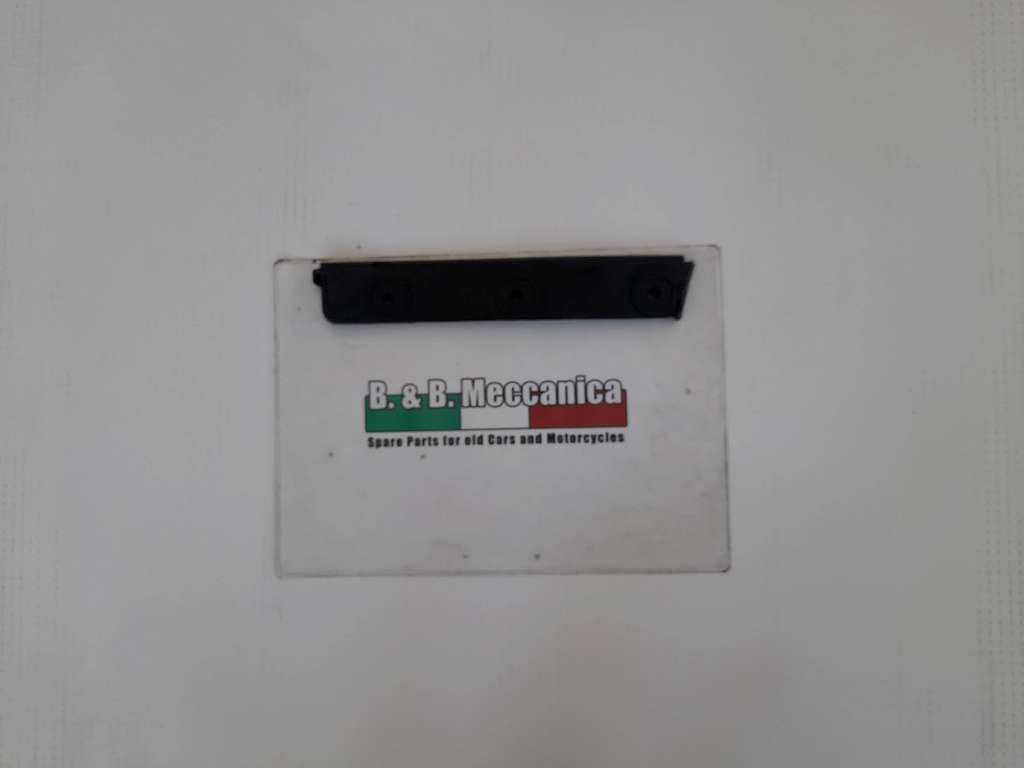 B. & B. Meccanica
Spare Parts for old Cars and Motorcycles